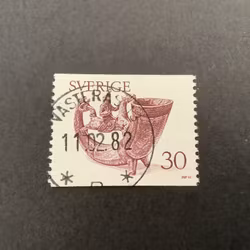 SVERIGE
VÄSTERÅS
11.02.82
30
* D *